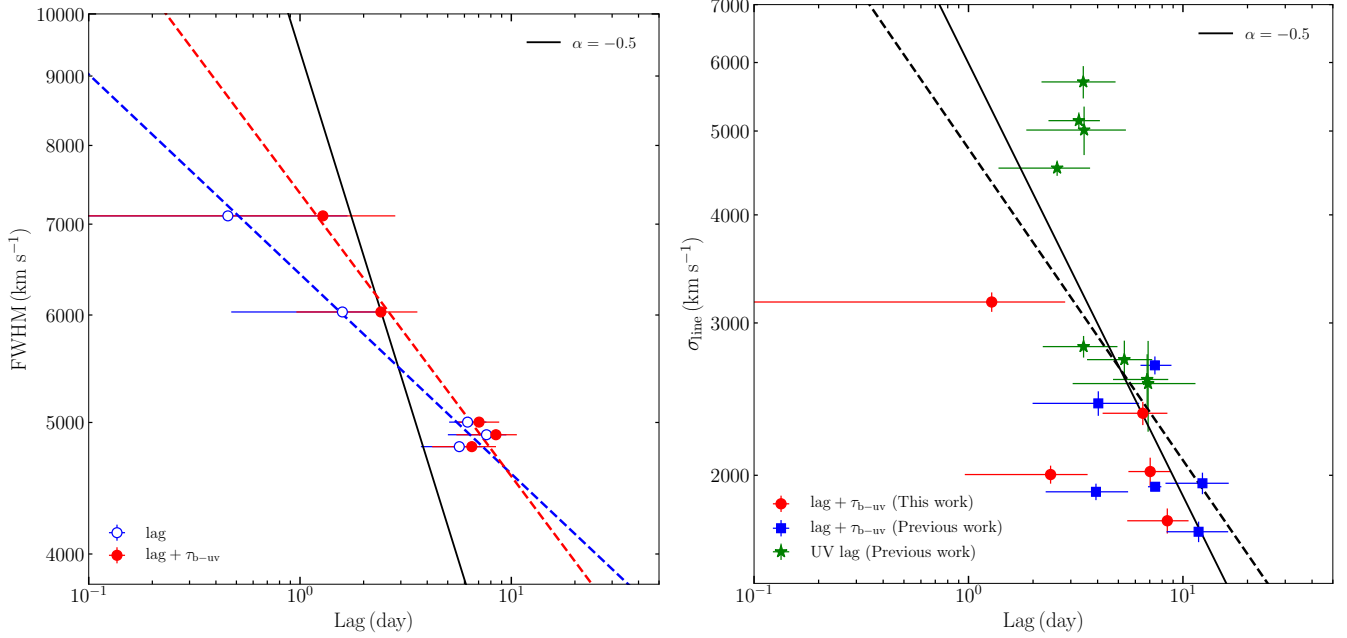 10000
9000
8000
7000
6000
5000
4000
FWHM (km s⁻¹)
α = −0.5
lag
lag + τb−uv
10⁻¹
10⁰
10¹
Lag (day)
7000
6000
5000
4000
3000
2000
σline (km s⁻¹)
α = −0.5
lag + τb−uv (This work)
lag + τb−uv (Previous work)
UV lag (Previous work)
10⁻¹
10⁰
10¹
Lag (day)